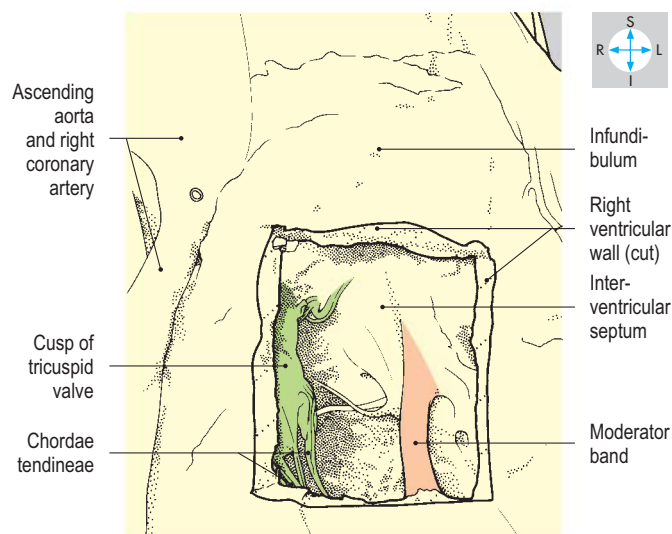 S
R L
I
Ascending
aorta
and right
coronary
artery
Cusp of
tricuspid
valve
Chordae
tendineae
Infundi-
bulum
Right
ventricular
wall (cut)
Inter-
ventricular
septum
Moderator
band